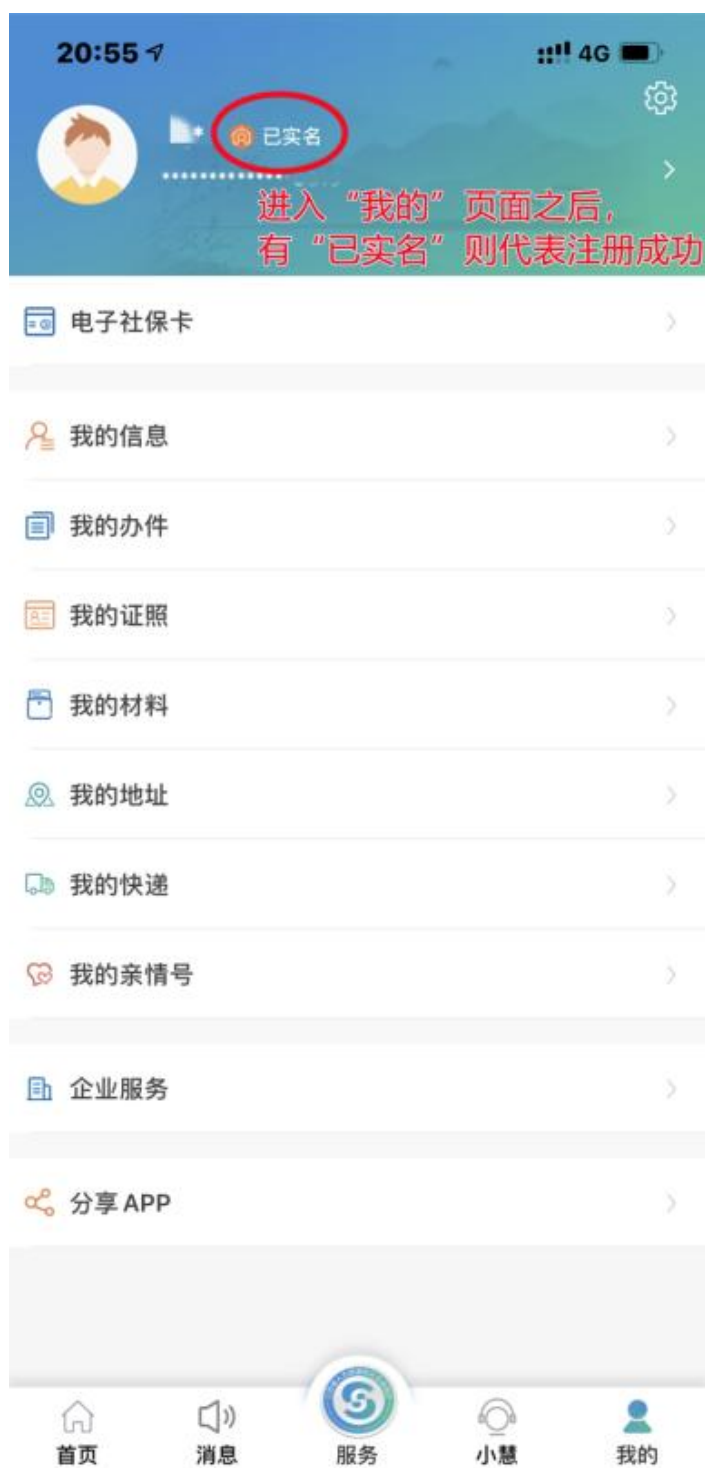 20:55
4G
已实名
进入“我的”页面之后,
有“已实名”则代表注册成功
电子社保卡
我的信息
我的办件
我的证照
我的材料
我的地址
我的快递
我的亲情号
企业服务
分享APP
首页
消息
服务
小慧
我的